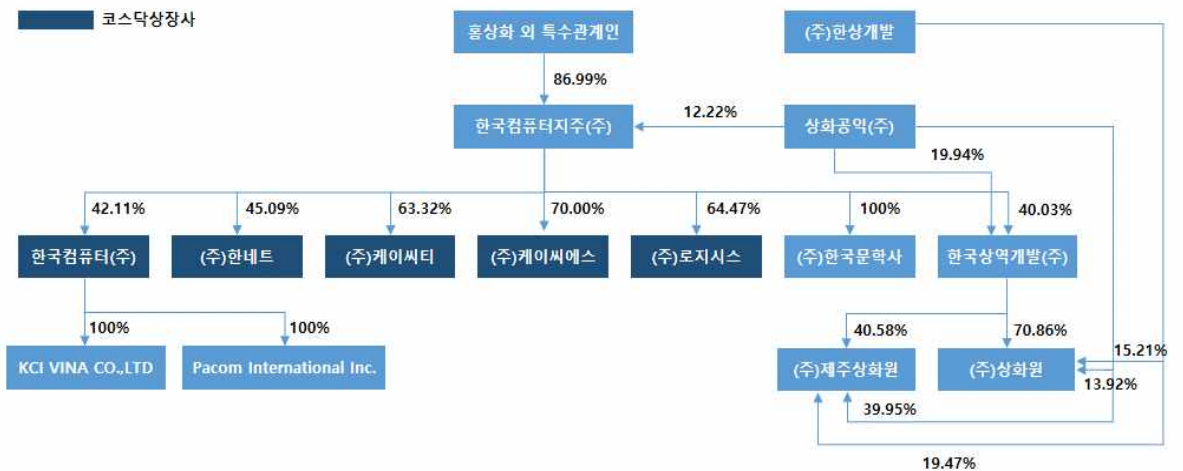 코스닥상장사
홍상화 외 특수관계인
(주)한상개발
86.99%
한국컴퓨터지주(주)
12.22%
상화공익(주)
19.94%
42.11%
45.09%
63.32%
70.00%
64.47%
100%
40.03%
한국컴퓨터(주)
(주)한네트
(주)케이씨티
(주)케이씨에스
(주)로지시스
(주)한국문학사
한국상역개발(주)
100%
100%
40.58%
70.86%
KCI VINA CO.,LTD
Pacom International Inc.
(주)제주상화원
(주)상화원
15.21%
13.92%
39.95%
19.47%